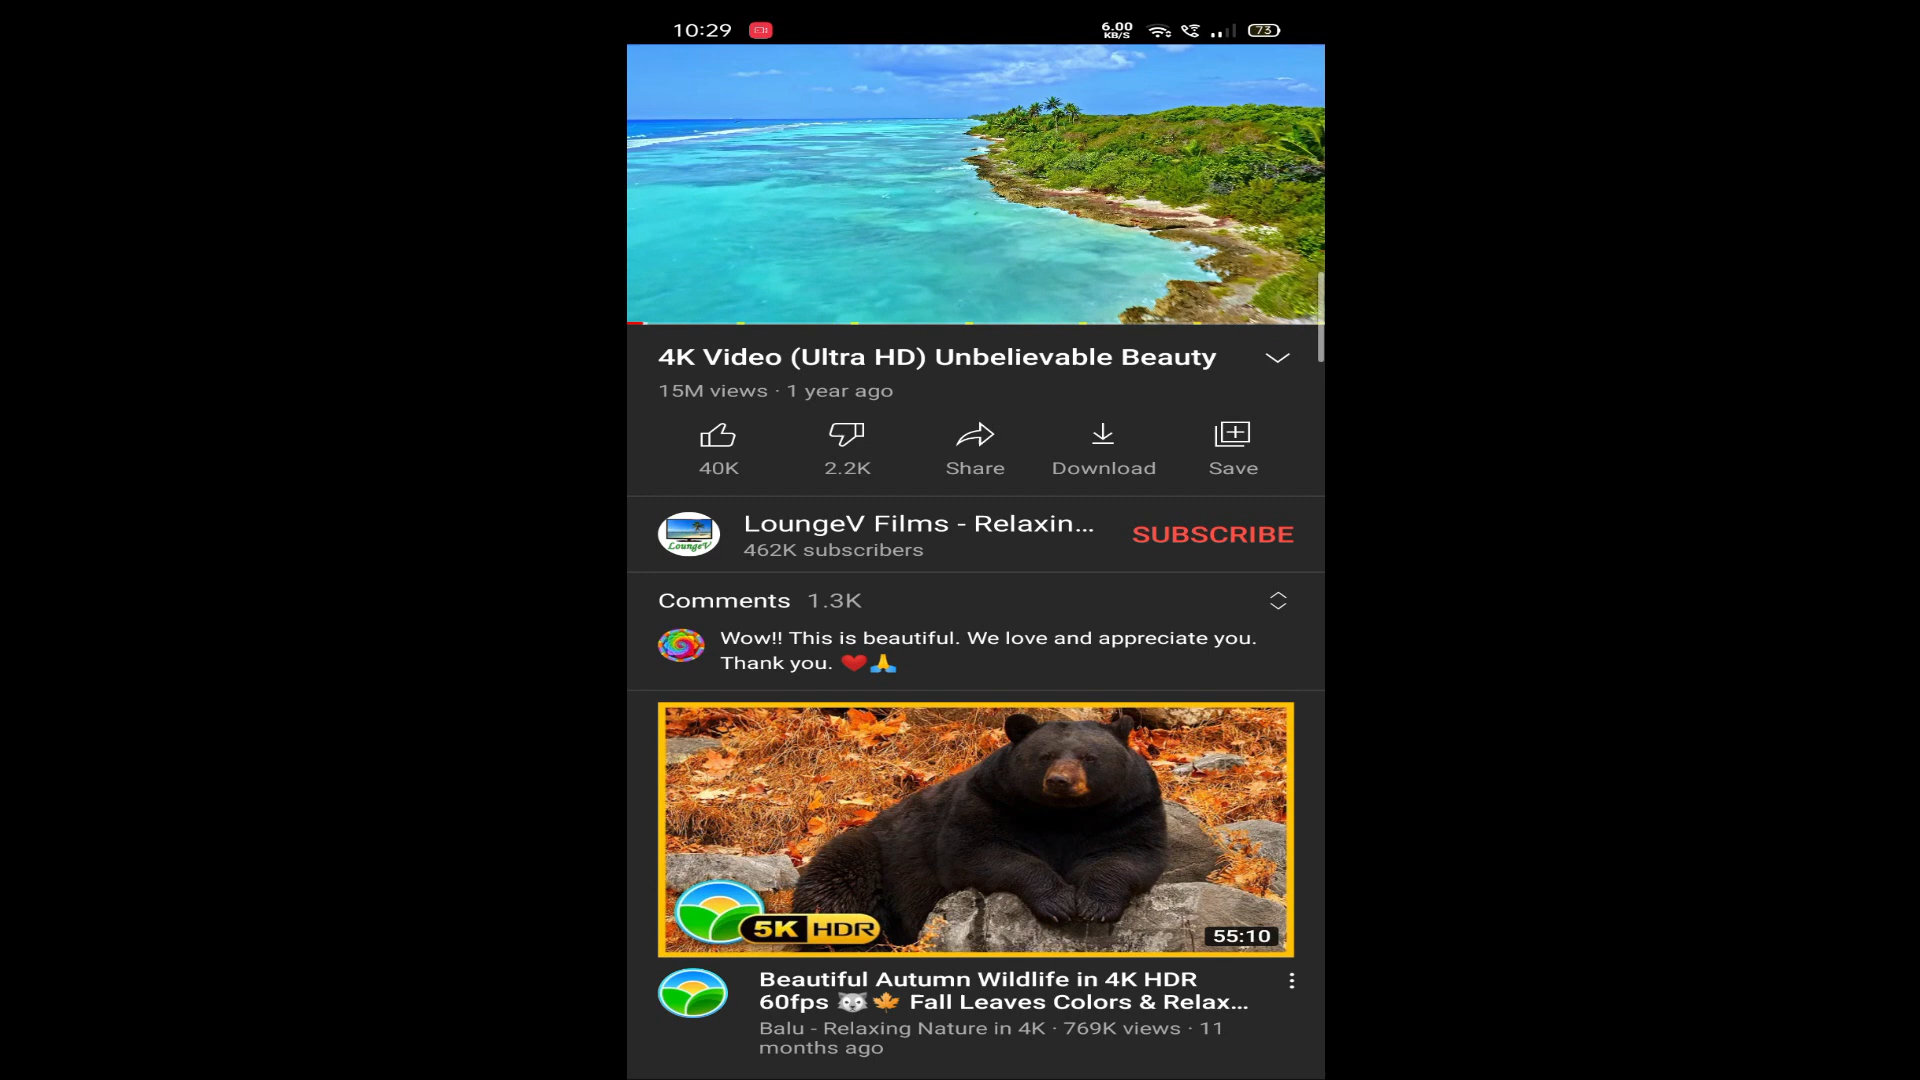 10:29
6.00
KB/S
73
4K Video (Ultra HD) Unbelievable Beauty
15M views · 1 year ago
40K
2.2K
Share
Download
Save
LoungeV Films - Relaxin...
462K subscribers
SUBSCRIBE
LoungeV
Comments 1.3K
Wow!! This is beautiful. We love and appreciate you.
Thank you. ❤️🙏
5K HDR
55:10
Beautiful Autumn Wildlife in 4K HDR
60fps 🐺🍁 Fall Leaves Colors & Relax...
Balu - Relaxing Nature in 4K · 769K views · 11
months ago